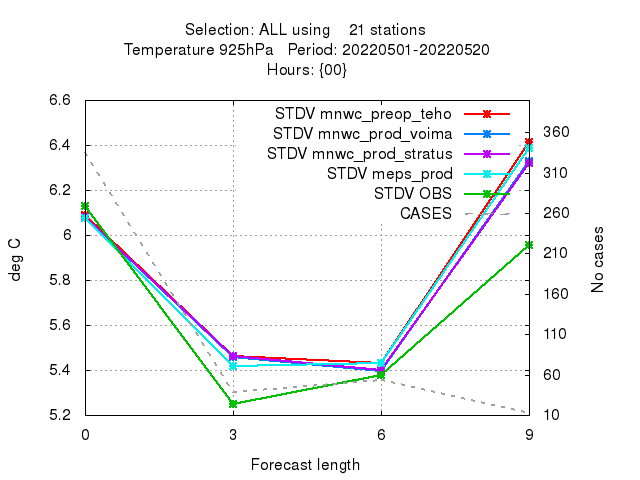 Selection: ALL using 21 stations
Temperature 925hPa Period: 20220501-20220520
Hours: {00}
STDV mnwc_preop_teho
STDV mnwc_prod_voima
STDV mnwc_prod_stratus
STDV meps_prod
STDV OBS
CASES
6.6
6.4
6.2
6
5.8
5.6
5.4
5.2
deg C
360
310
260
210
160
110
60
10
No cases
0 3 6 9
Forecast length